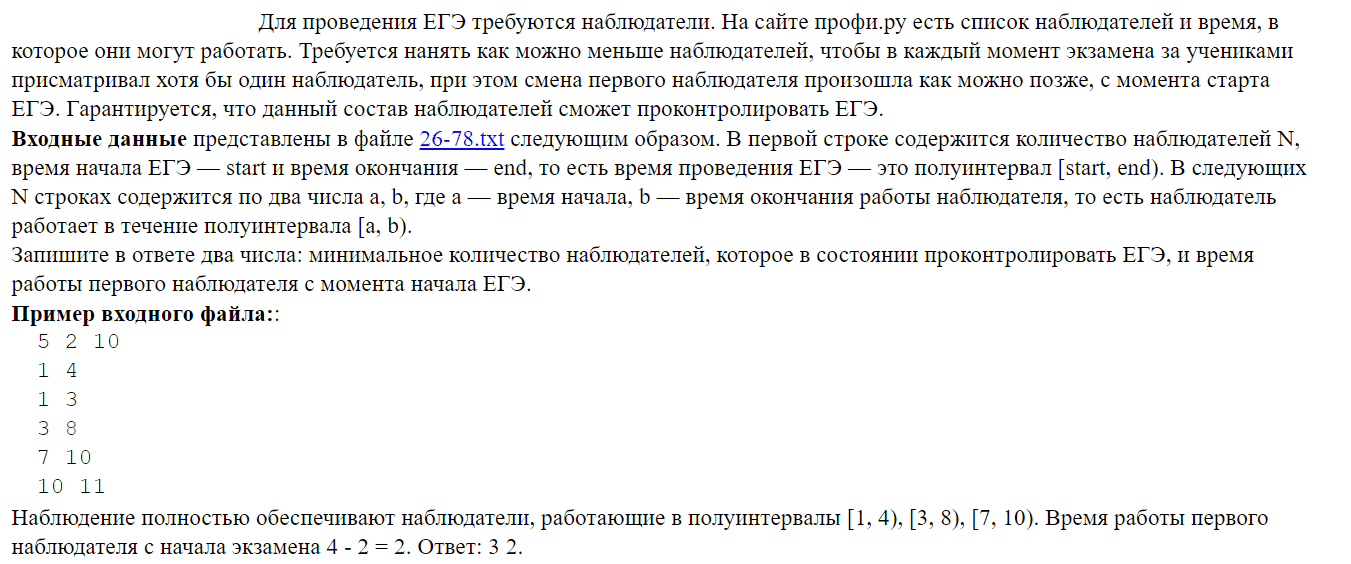 Для проведения ЕГЭ требуются наблюдатели. На сайте профи.ру есть список наблюдателей и время, в
которое они могут работать. Требуется нанять как можно меньше наблюдателей, чтобы в каждый момент экзамена за учениками
присматривал хотя бы один наблюдатель, при этом смена первого наблюдателя произошла как можно позже, с момента старта
ЕГЭ. Гарантируется, что данный состав наблюдателей сможет проконтролировать ЕГЭ.
Входные данные представлены в файле 26-78.txt следующим образом. В первой строке содержится количество наблюдателей N,
время начала ЕГЭ — start и время окончания — end, то есть время проведения ЕГЭ — это полуинтервал [start, end). В следующих
N строках содержится по два числа a, b, где a — время начала, b — время окончания работы наблюдателя, то есть наблюдатель
работает в течение полуинтервала [a, b).
Запишите в ответе два числа: минимальное количество наблюдателей, которое в состоянии проконтролировать ЕГЭ, и время
работы первого наблюдателя с момента начала ЕГЭ.
Пример входного файла::
5 2 10
1 4
1 3
3 8
7 10
10 11
Наблюдение полностью обеспечивают наблюдатели, работающие в полуинтервалы [1, 4), [3, 8), [7, 10). Время работы первого
наблюдателя с начала экзамена 4 - 2 = 2. Ответ: 3 2.